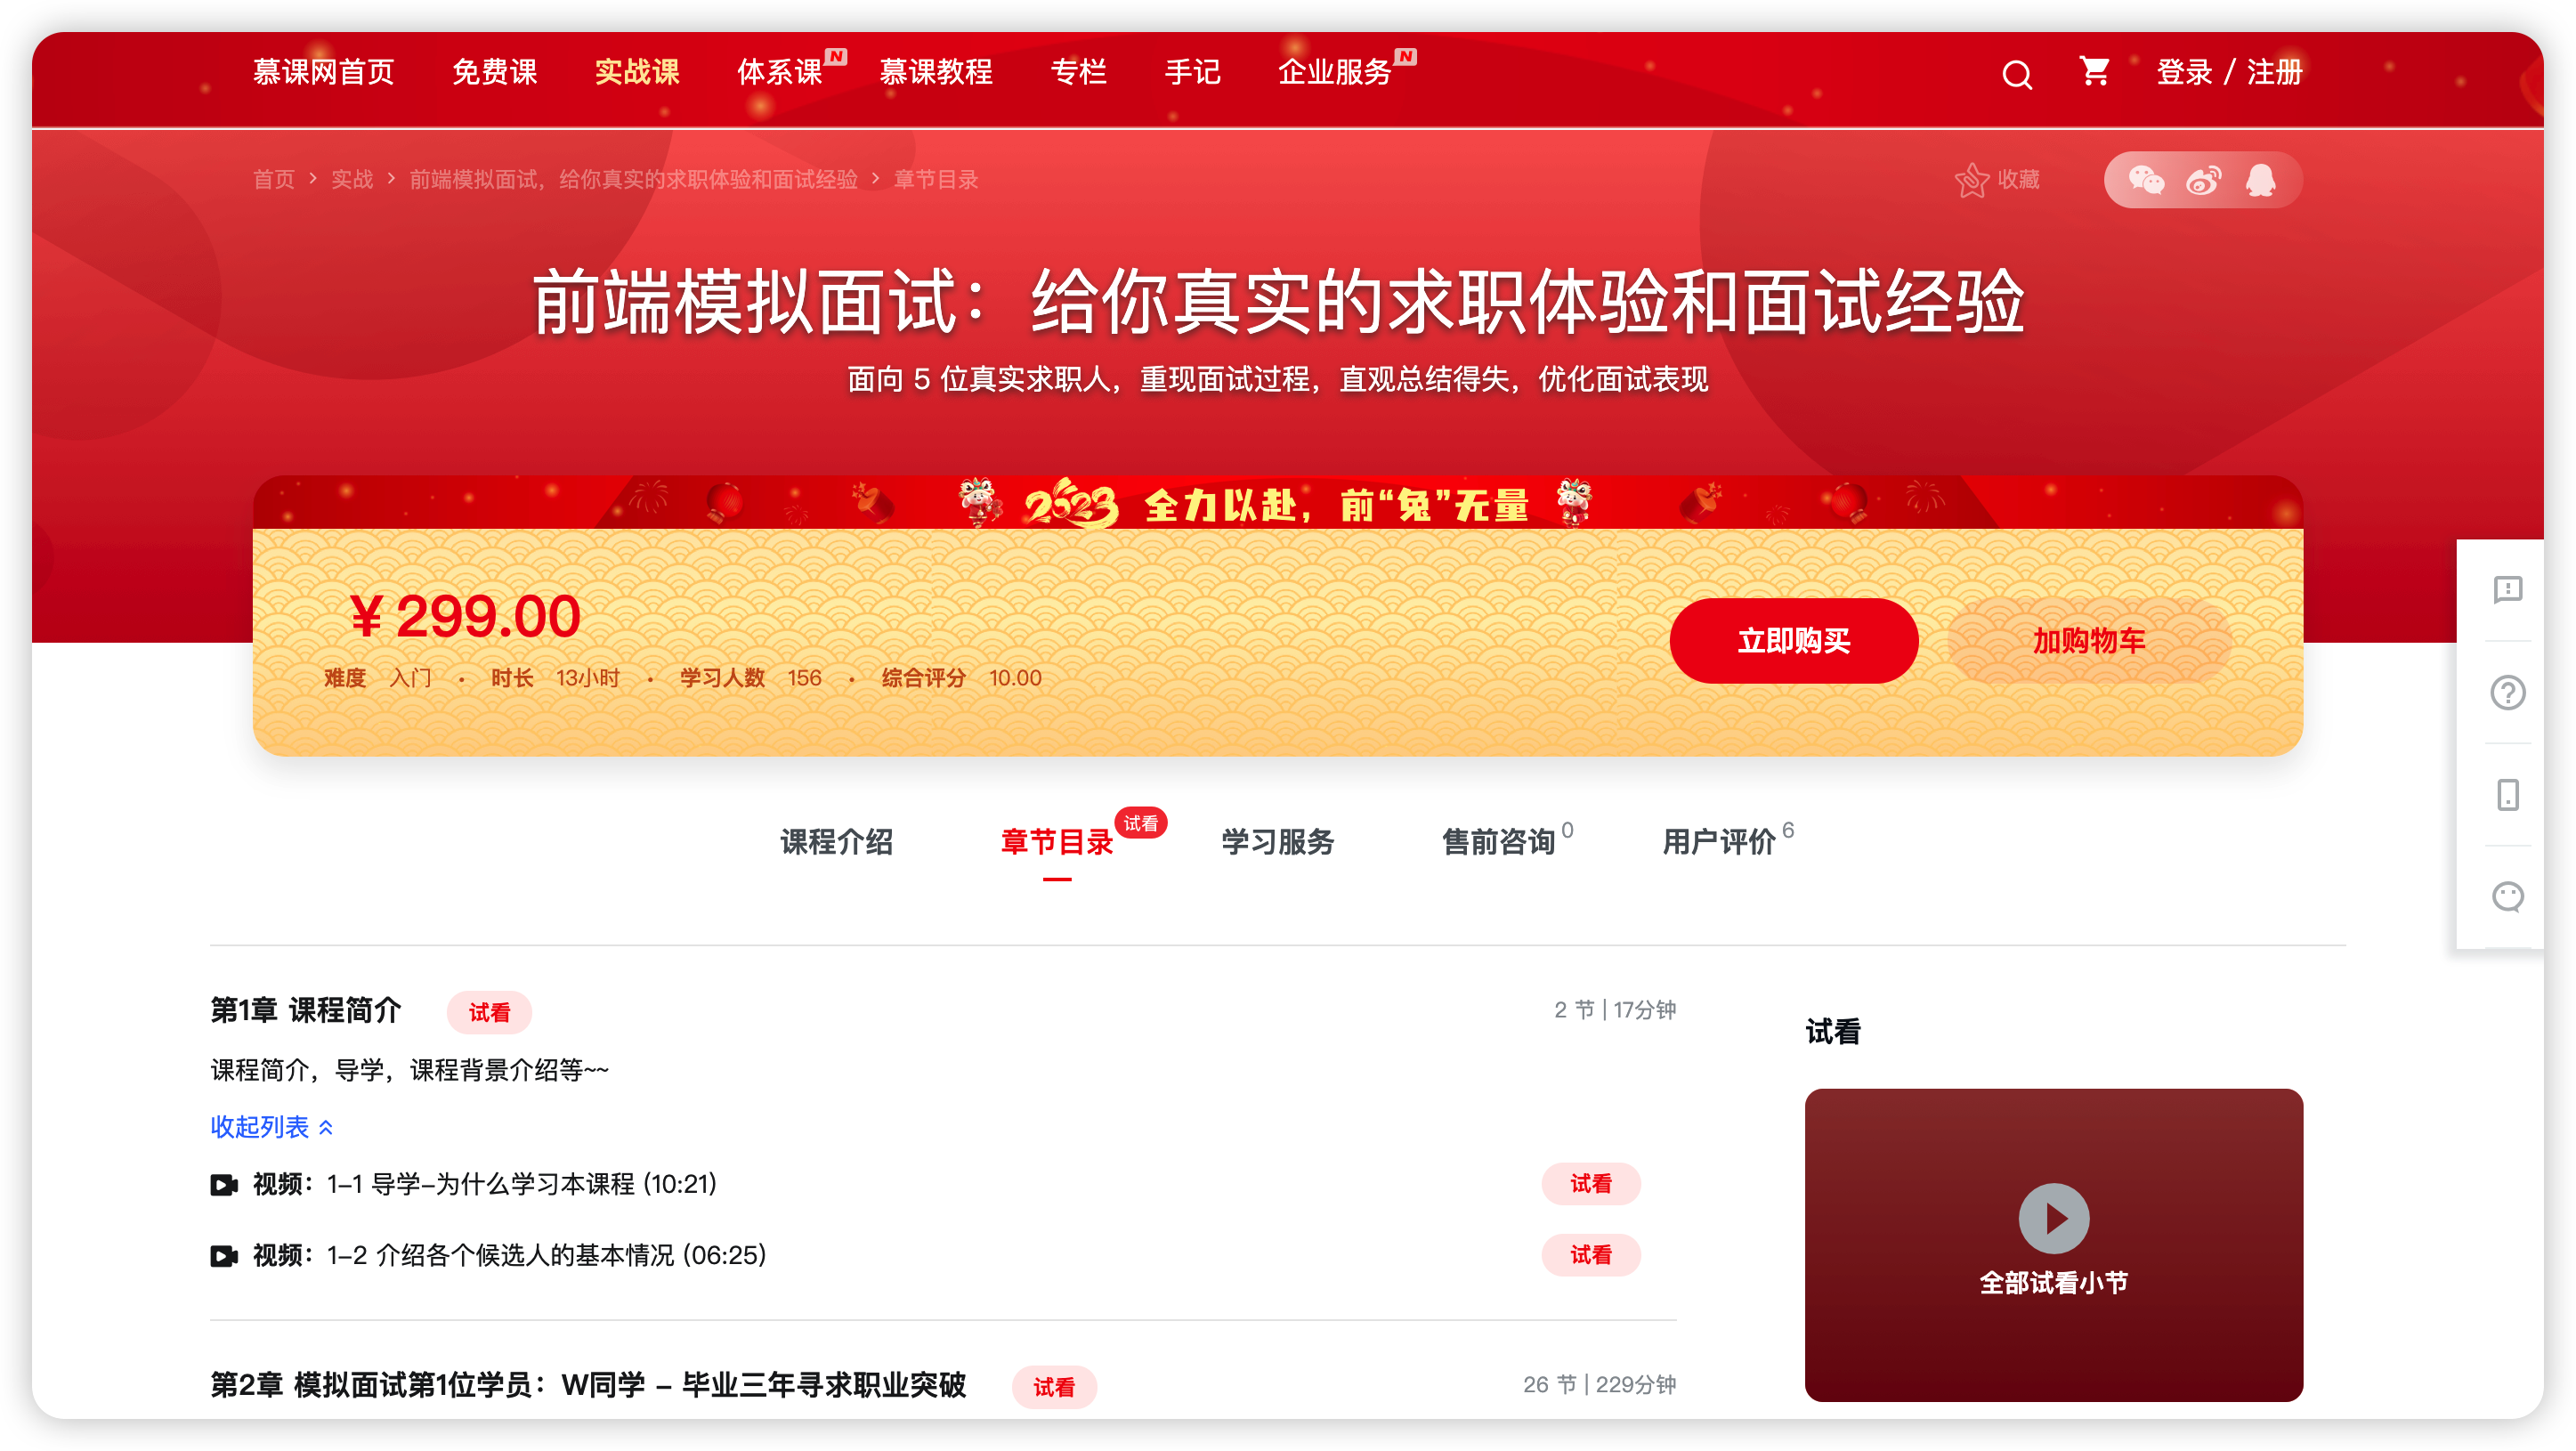 慕课网首页 免费课 实战课 体系课 N 慕课教程 专栏 手记 企业服务 N 登录 / 注册
首页 > 实战 > 前端模拟面试，给你真实的求职体验和面试经验 > 章节目录 收藏
前端模拟面试：给你真实的求职体验和面试经验
面向 5 位真实求职人，重现面试过程，直观总结得失，优化面试表现
2023 全力以赴，前“兔”无量
¥299.00
立即购买 加购物车
难度 入门 · 时长 13小时 · 学习人数 156 · 综合评分 10.00
课程介绍 章节目录 试看 学习服务 售前咨询 0 用户评价 6
第1章 课程简介 试看 2 节 | 17分钟
试看
课程简介，导学，课程背景介绍等~~
收起列表
视频：1-1 导学-为什么学习本课程 (10:21) 试看
视频：1-2 介绍各个候选人的基本情况 (06:25) 试看
全部试看小节
第2章 模拟面试第1位学员：W同学 - 毕业三年寻求职业突破 试看 26 节 | 229分钟